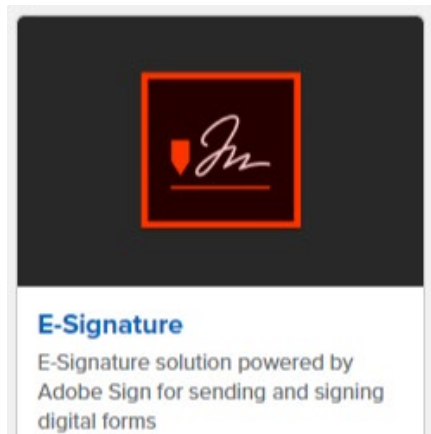 E-Signature
E-Signature solution powered by
Adobe Sign for sending and signing
digital forms